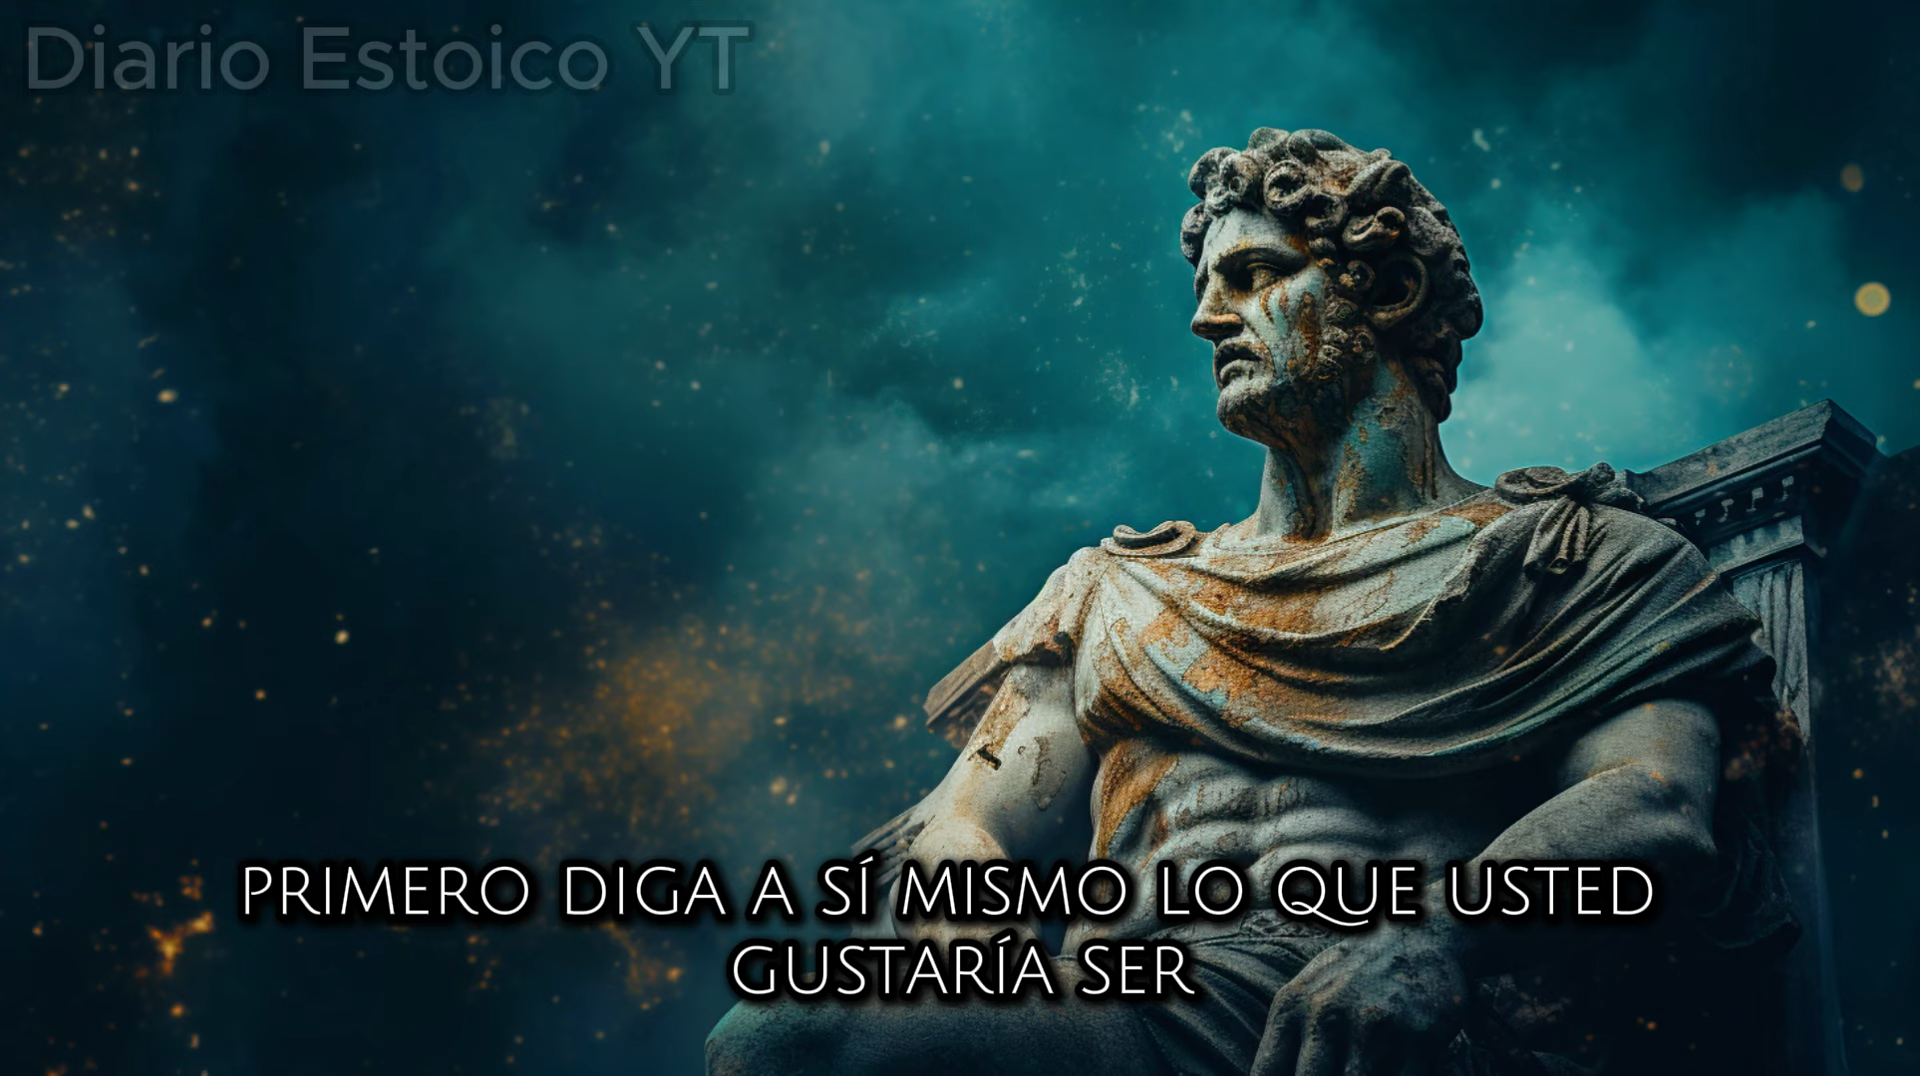 Diario Estoico YT
PRIMERO DIGA A SÍ MISMO LO QUE USTED
GUSTARÍA SER